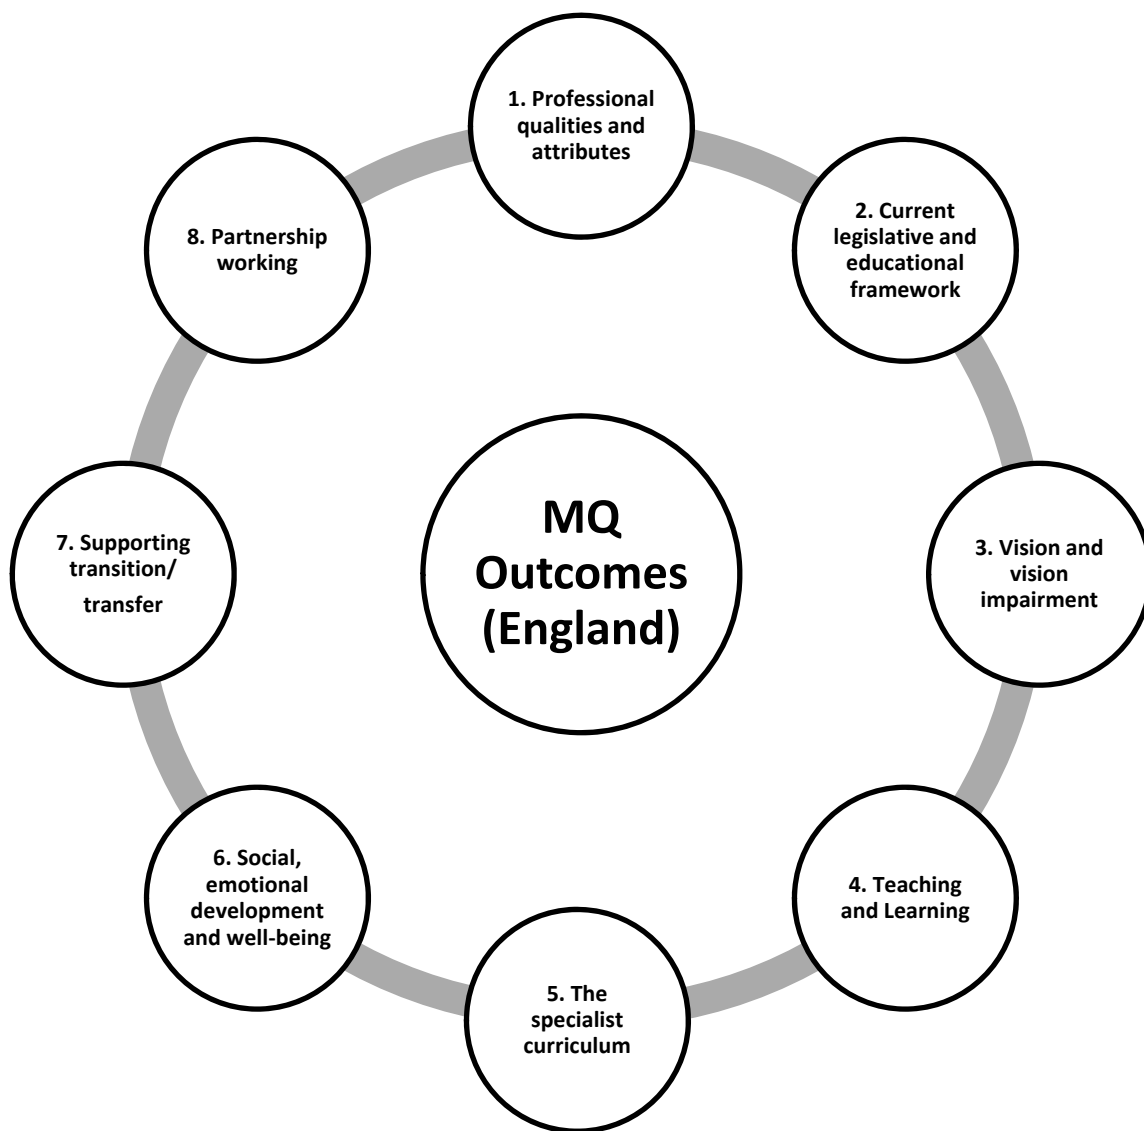 1. Professional
qualities and
attributes
2. Current
legislative and
educational
framework
3. Vision and
vision
impairment
4. Teaching
and Learning
5. The
specialist
curriculum
6. Social,
emotional
development
and well-being
7. Supporting
transition/
transfer
8. Partnership
working
MQ
Outcomes
(England)